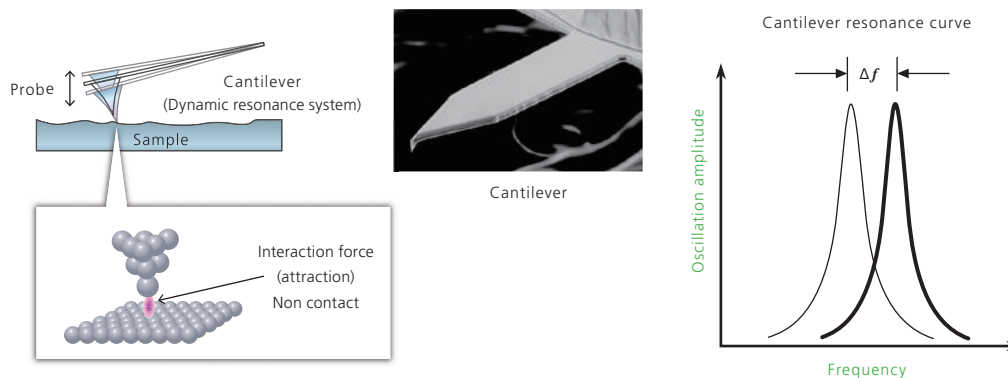 Probe
Cantilever
(Dynamic resonance system)
Sample
Interaction force
(attraction)
Non contact
Cantilever
Cantilever resonance curve
Δf
Oscillation amplitude
Frequency